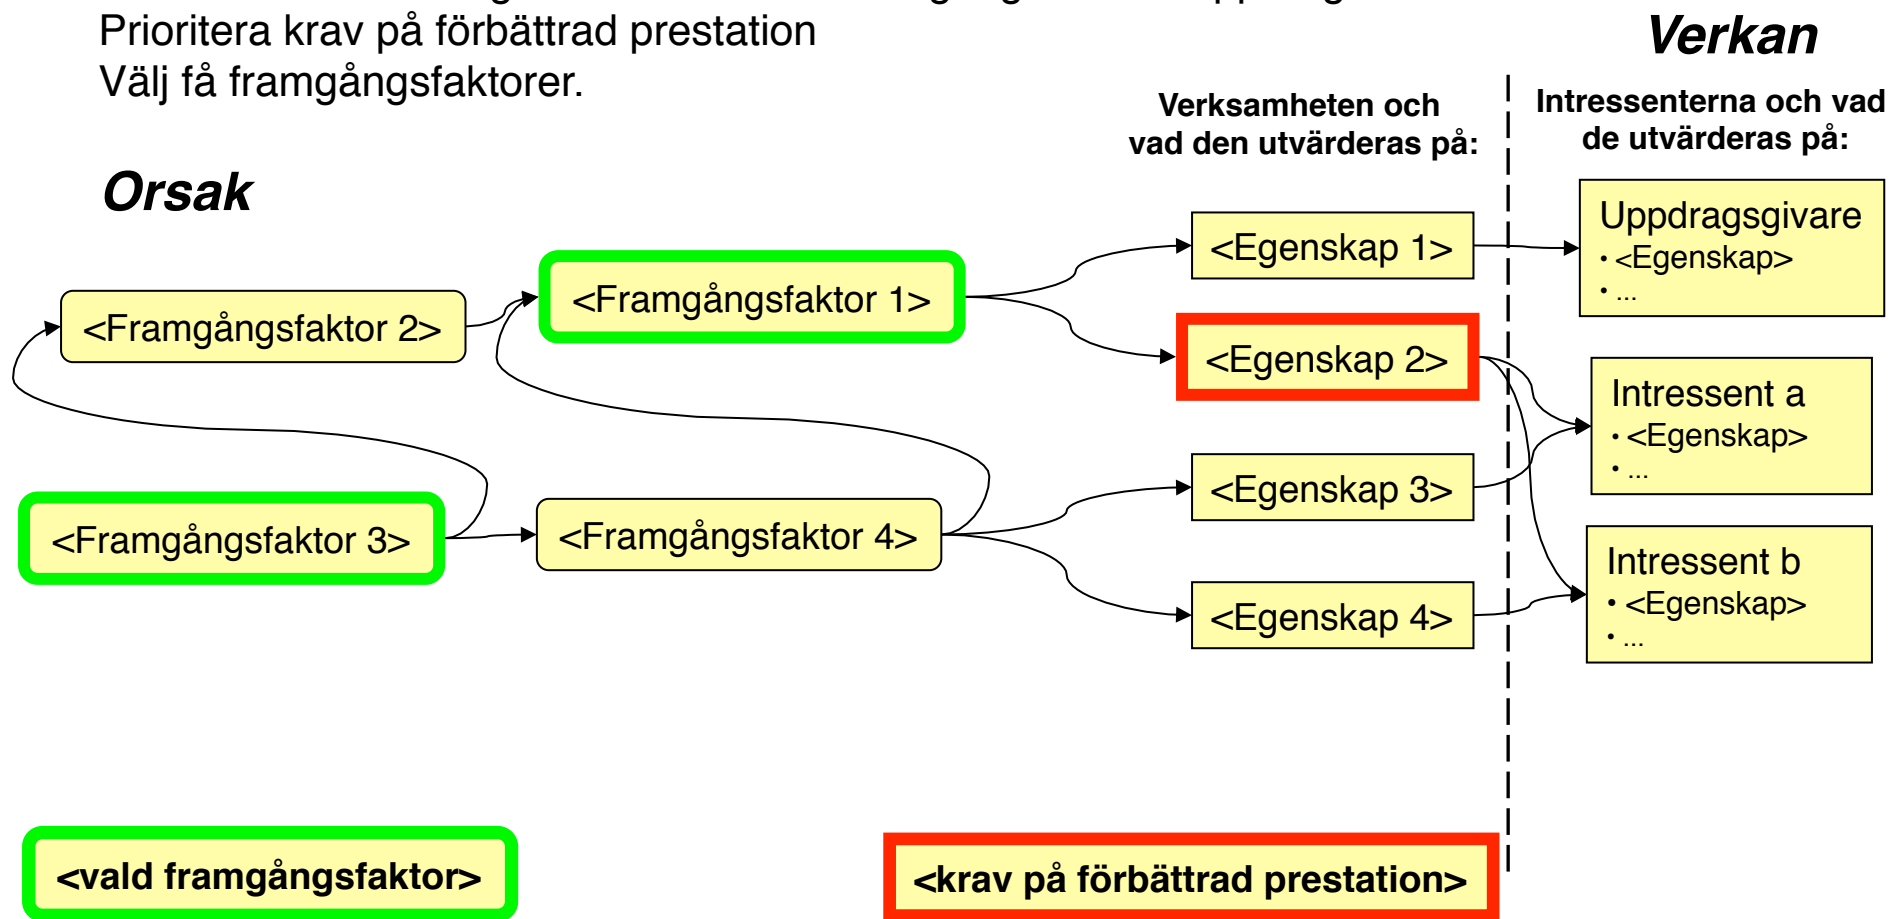 Prioritera krav på förbättrad prestation
Välj få framgångsfaktorer.
Verkan
Verksamheten och
vad den utvärderas på:
Intressenterna och vad
de utvärderas på:
Orsak
<Framgångsfaktor 2>
<Framgångsfaktor 1>
<Egenskap 1>
<Egenskap 2>
Uppdragsgivare
• <Egenskap>
• ...
Intressent a
• <Egenskap>
• ...
<Framgångsfaktor 3>
<Framgångsfaktor 4>
<Egenskap 3>
<Egenskap 4>
Intressent b
• <Egenskap>
• ...
<vald framgångsfaktor>
<krav på förbättrad prestation>